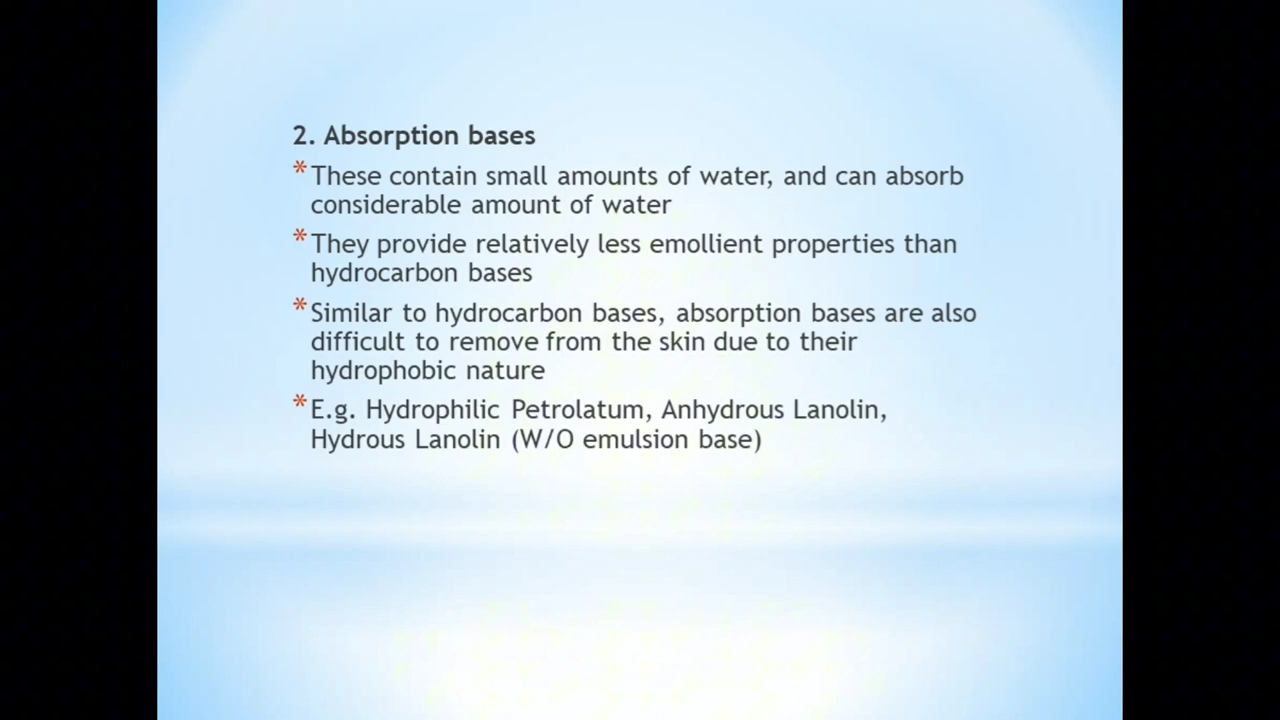 2. Absorption bases
*These contain small amounts of water, and can absorb
considerable amount of water
*They provide relatively less emollient properties than
hydrocarbon bases
*Similar to hydrocarbon bases, absorption bases are also
difficult to remove from the skin due to their
hydrophobic nature
*E.g. Hydrophilic Petrolatum, Anhydrous Lanolin,
Hydrous Lanolin (W/O emulsion base)